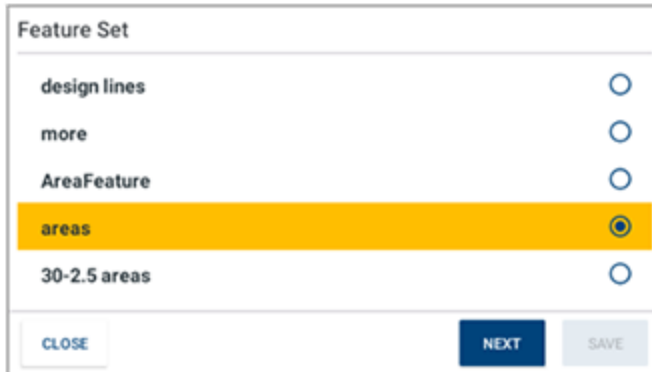 Feature Set
design lines
more
AreaFeature
areas
30-2.5 areas
CLOSE NEXT SAVE